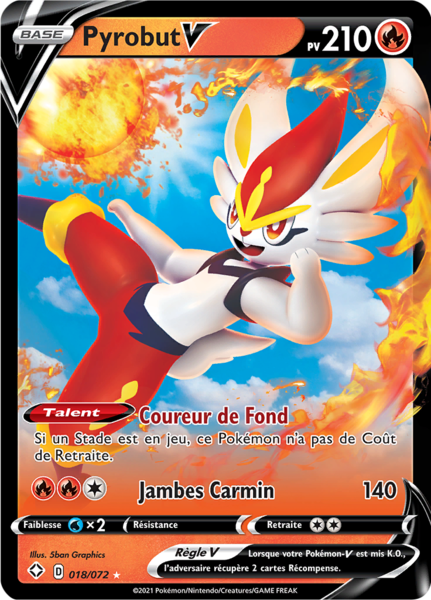 BASE Pyrobut V PV 210
Talent Coureur de Fond
Si un Stade est en jeu, ce Pokémon n'a pas de Coût
de Retraite.
Jambes Carmin 140
Faiblesse ×2 Résistance Retraite
Illus. 5ban Graphics Règle V Lorsque votre Pokémon-V est mis K.O.,
l'adversaire récupère 2 cartes Récompense.
D 018/072
©2021 Pokémon/Nintendo/Creatures/GAME FREAK